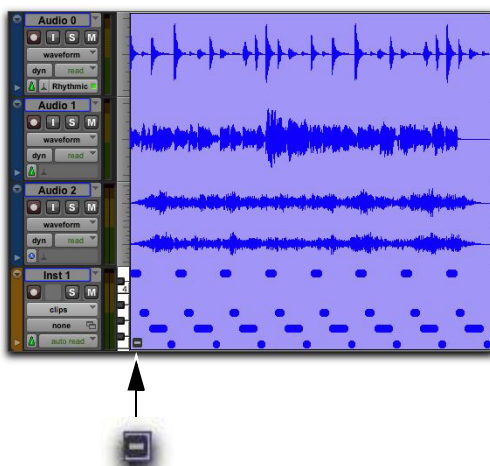 Audio 0
I S M
waveform
dyn read
Rhythmic
Audio 1
I S M
waveform
dyn read
Audio 2
I S M
waveform
dyn read
Inst 1
S M
clips
none
auto read
4